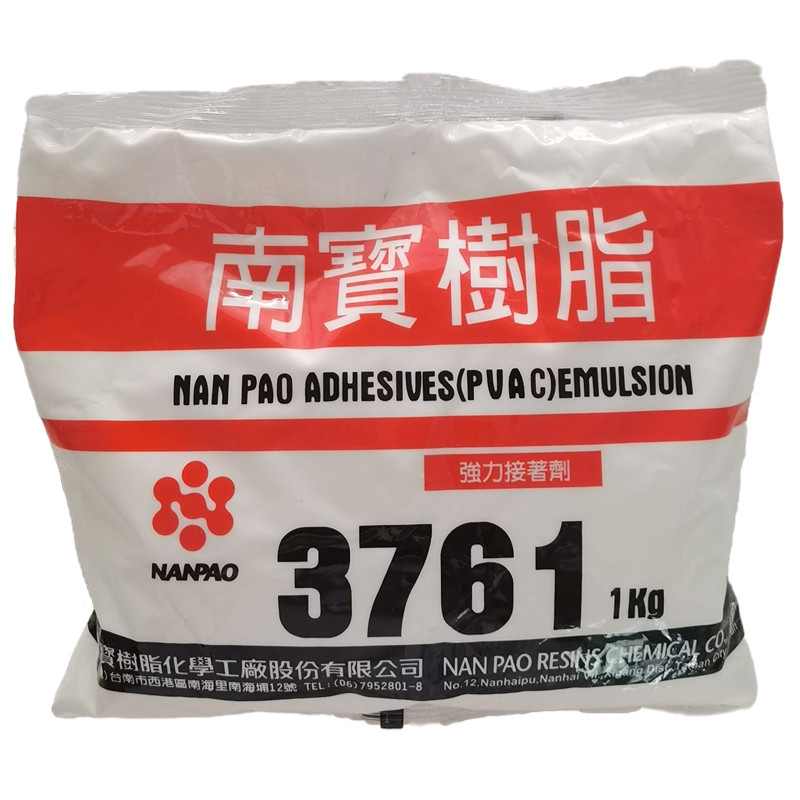 南寶樹脂
NAN PAO ADHESIVES(PVAC)EMULSION
強力接著劑
NANPAO
3761
1Kg
寶樹脂化學工廠股份有限公司
台南市西港區南海里南海埔12號 TEL:(06)7952801-8
NAN PAO RESINS CHEMICAL CO.,
No.12,Nanhaipu,Nanhai Vil.,Xigang Dist.,Tainan City